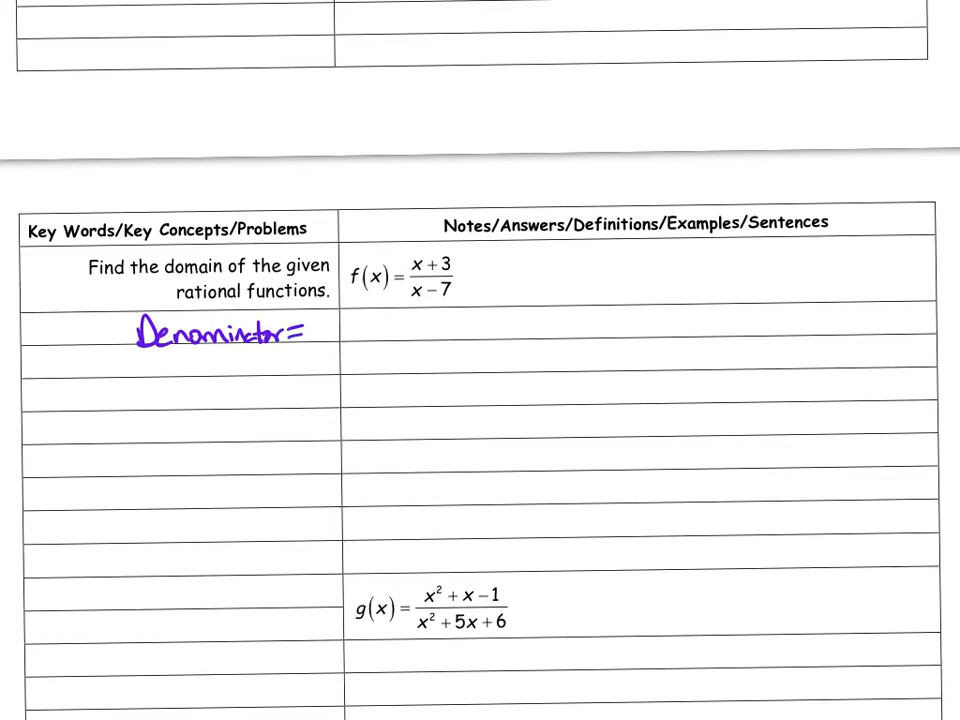 Key Words/Key Concepts/Problems
Notes/Answers/Definitions/Examples/Sentences
Find the domain of the given
rational functions.
f(x) = (x + 3)/(x − 7)
Denominator=
g(x) = (x² + x − 1)/(x² + 5x + 6)